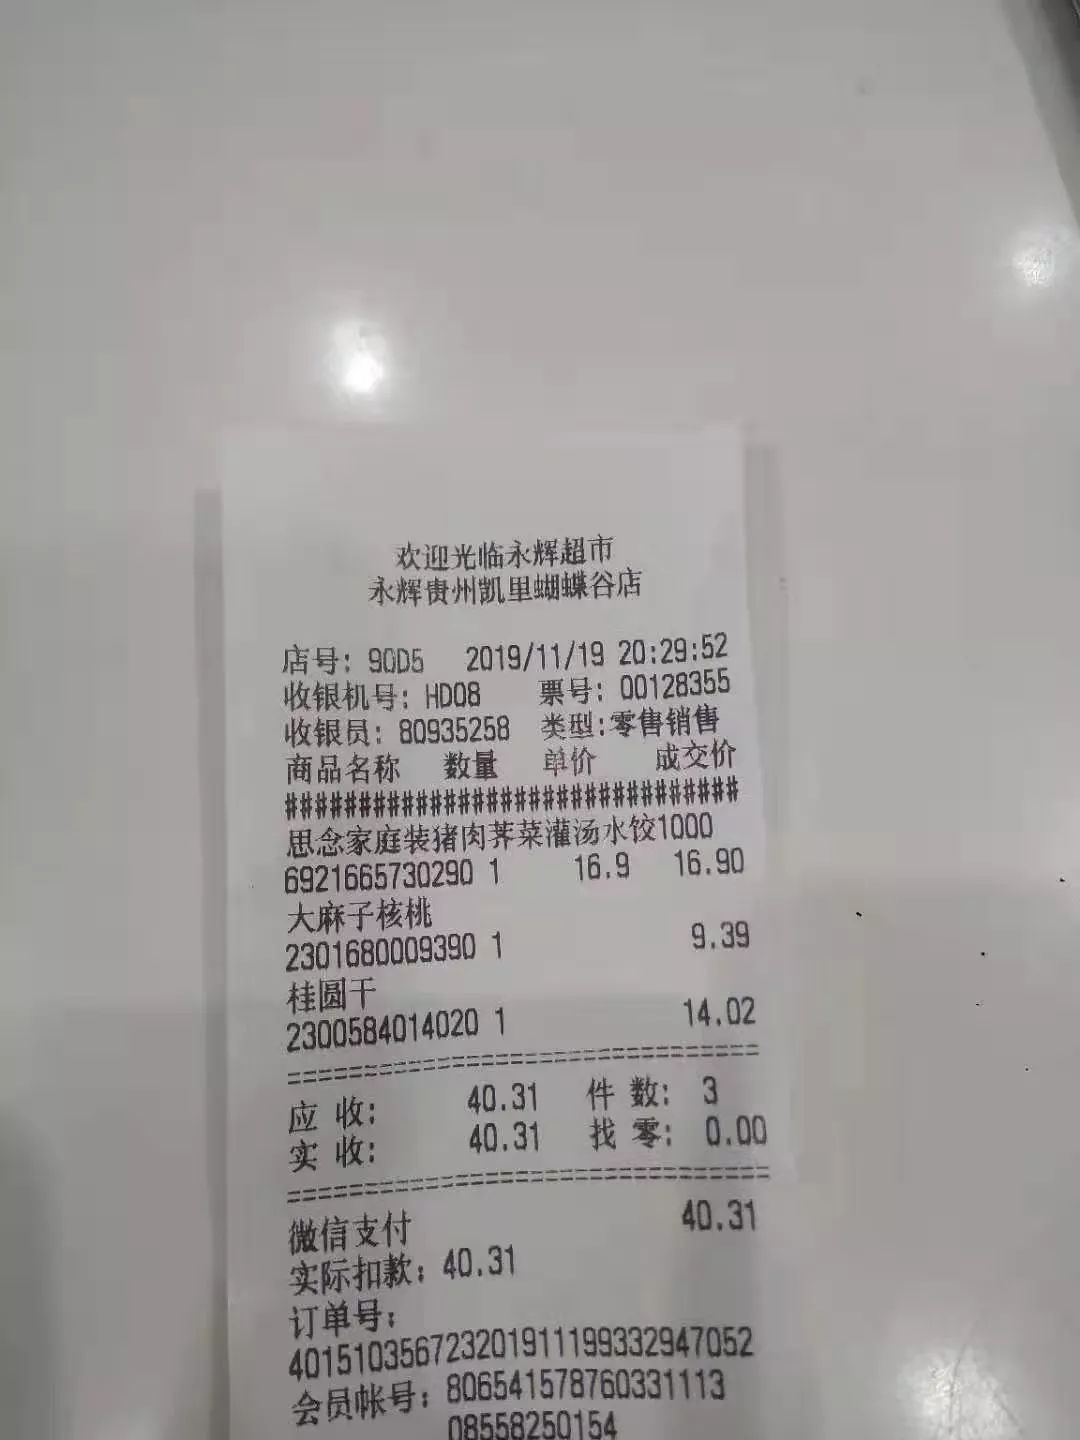 欢迎光临永辉超市
永辉贵州凯里蝴蝶谷店
店号: 90D5 2019/11/19 20:29:52
收银机号: HD08 票号: 00128355
收银员: 80935258 类型:零售销售
商品名称 数量 单价 成交价
################################
思念家庭装猪肉荠菜灌汤水饺1000
6921665730290 1 16.9 16.90
大麻子核桃
2301680009390 1 9.39
桂圆干
2300584014020 1 14.02
================================
应 收: 40.31 件 数: 3
实 收: 40.31 找 零: 0.00
================================
微信支付 40.31
实际扣款: 40.31
订单号:
4015103567232019111993329470​52
会员帐号: 806541578760331113
08558250154